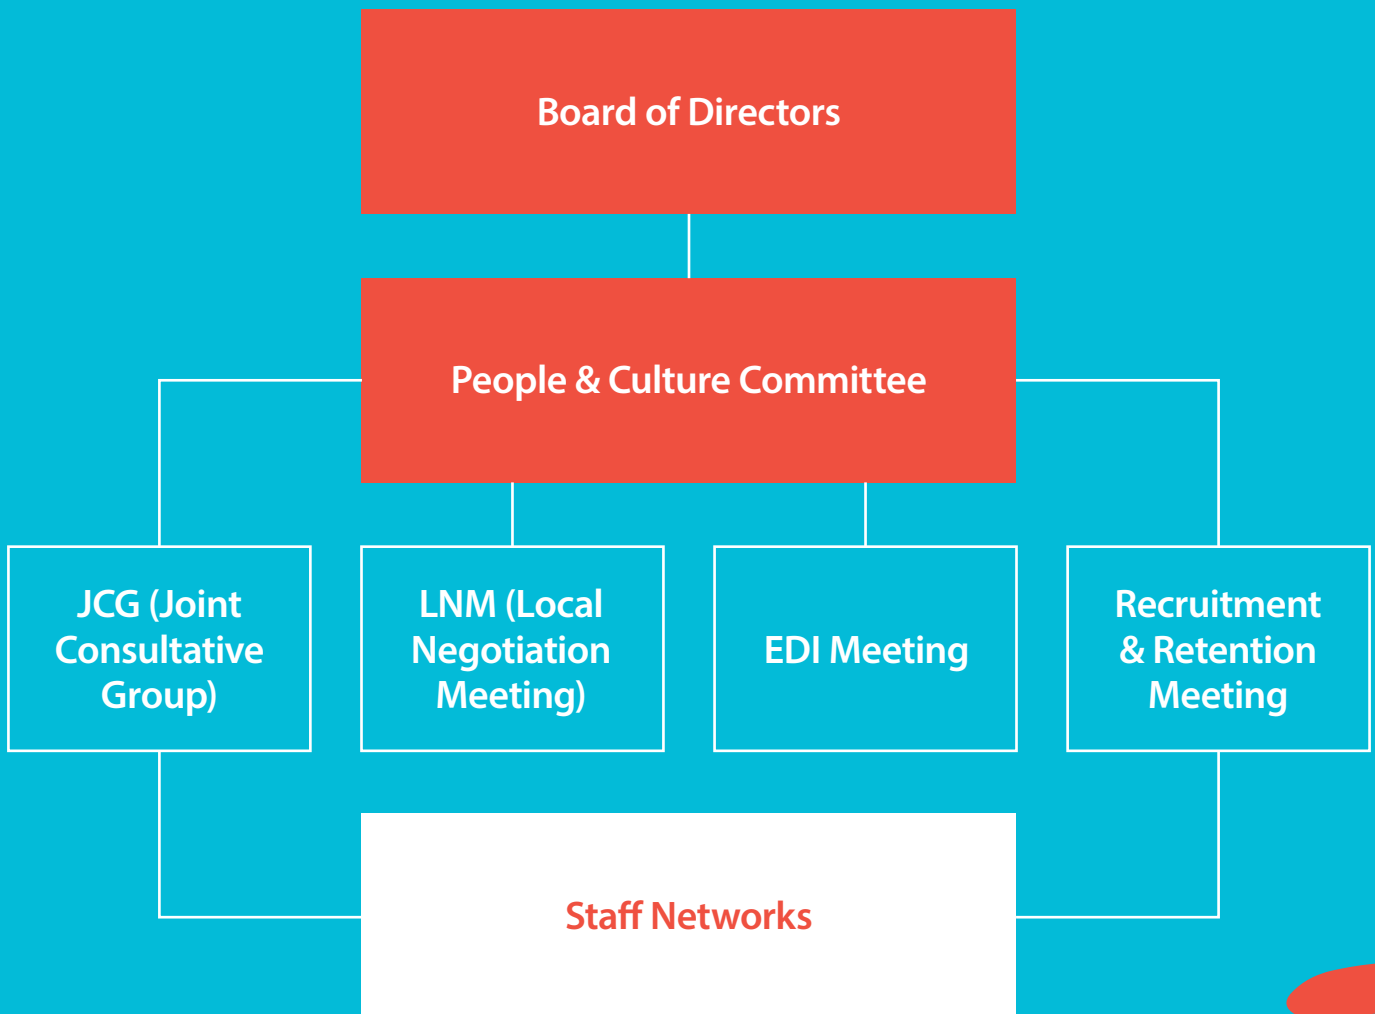 Board of Directors
People & Culture Committee
JCG (Joint
Consultative
Group)
LNM (Local
Negotiation
Meeting)
EDI Meeting
Recruitment
& Retention
Meeting
Staff Networks